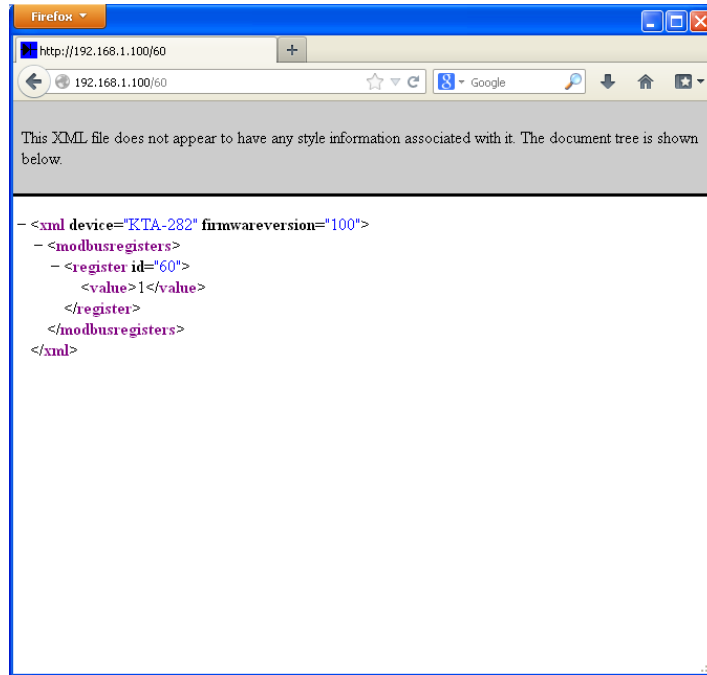 Firefox
http://192.168.1.100/60
192.168.1.100/60
Google
This XML file does not appear to have any style information associated with it. The document tree is shown
below.
− <xml device="KTA-282" firmwareversion="100">
− <modbusregisters>
− <register id="60">
<value>1</value>
</register>
</modbusregisters>
</xml>